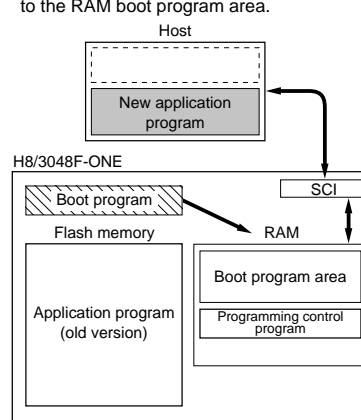 to the RAM boot program area.
Host
New application
program
H8/3048F-ONE
SCI
Boot program
Flash memory
RAM
Boot program area
Application program
(old version)
Programming control
program